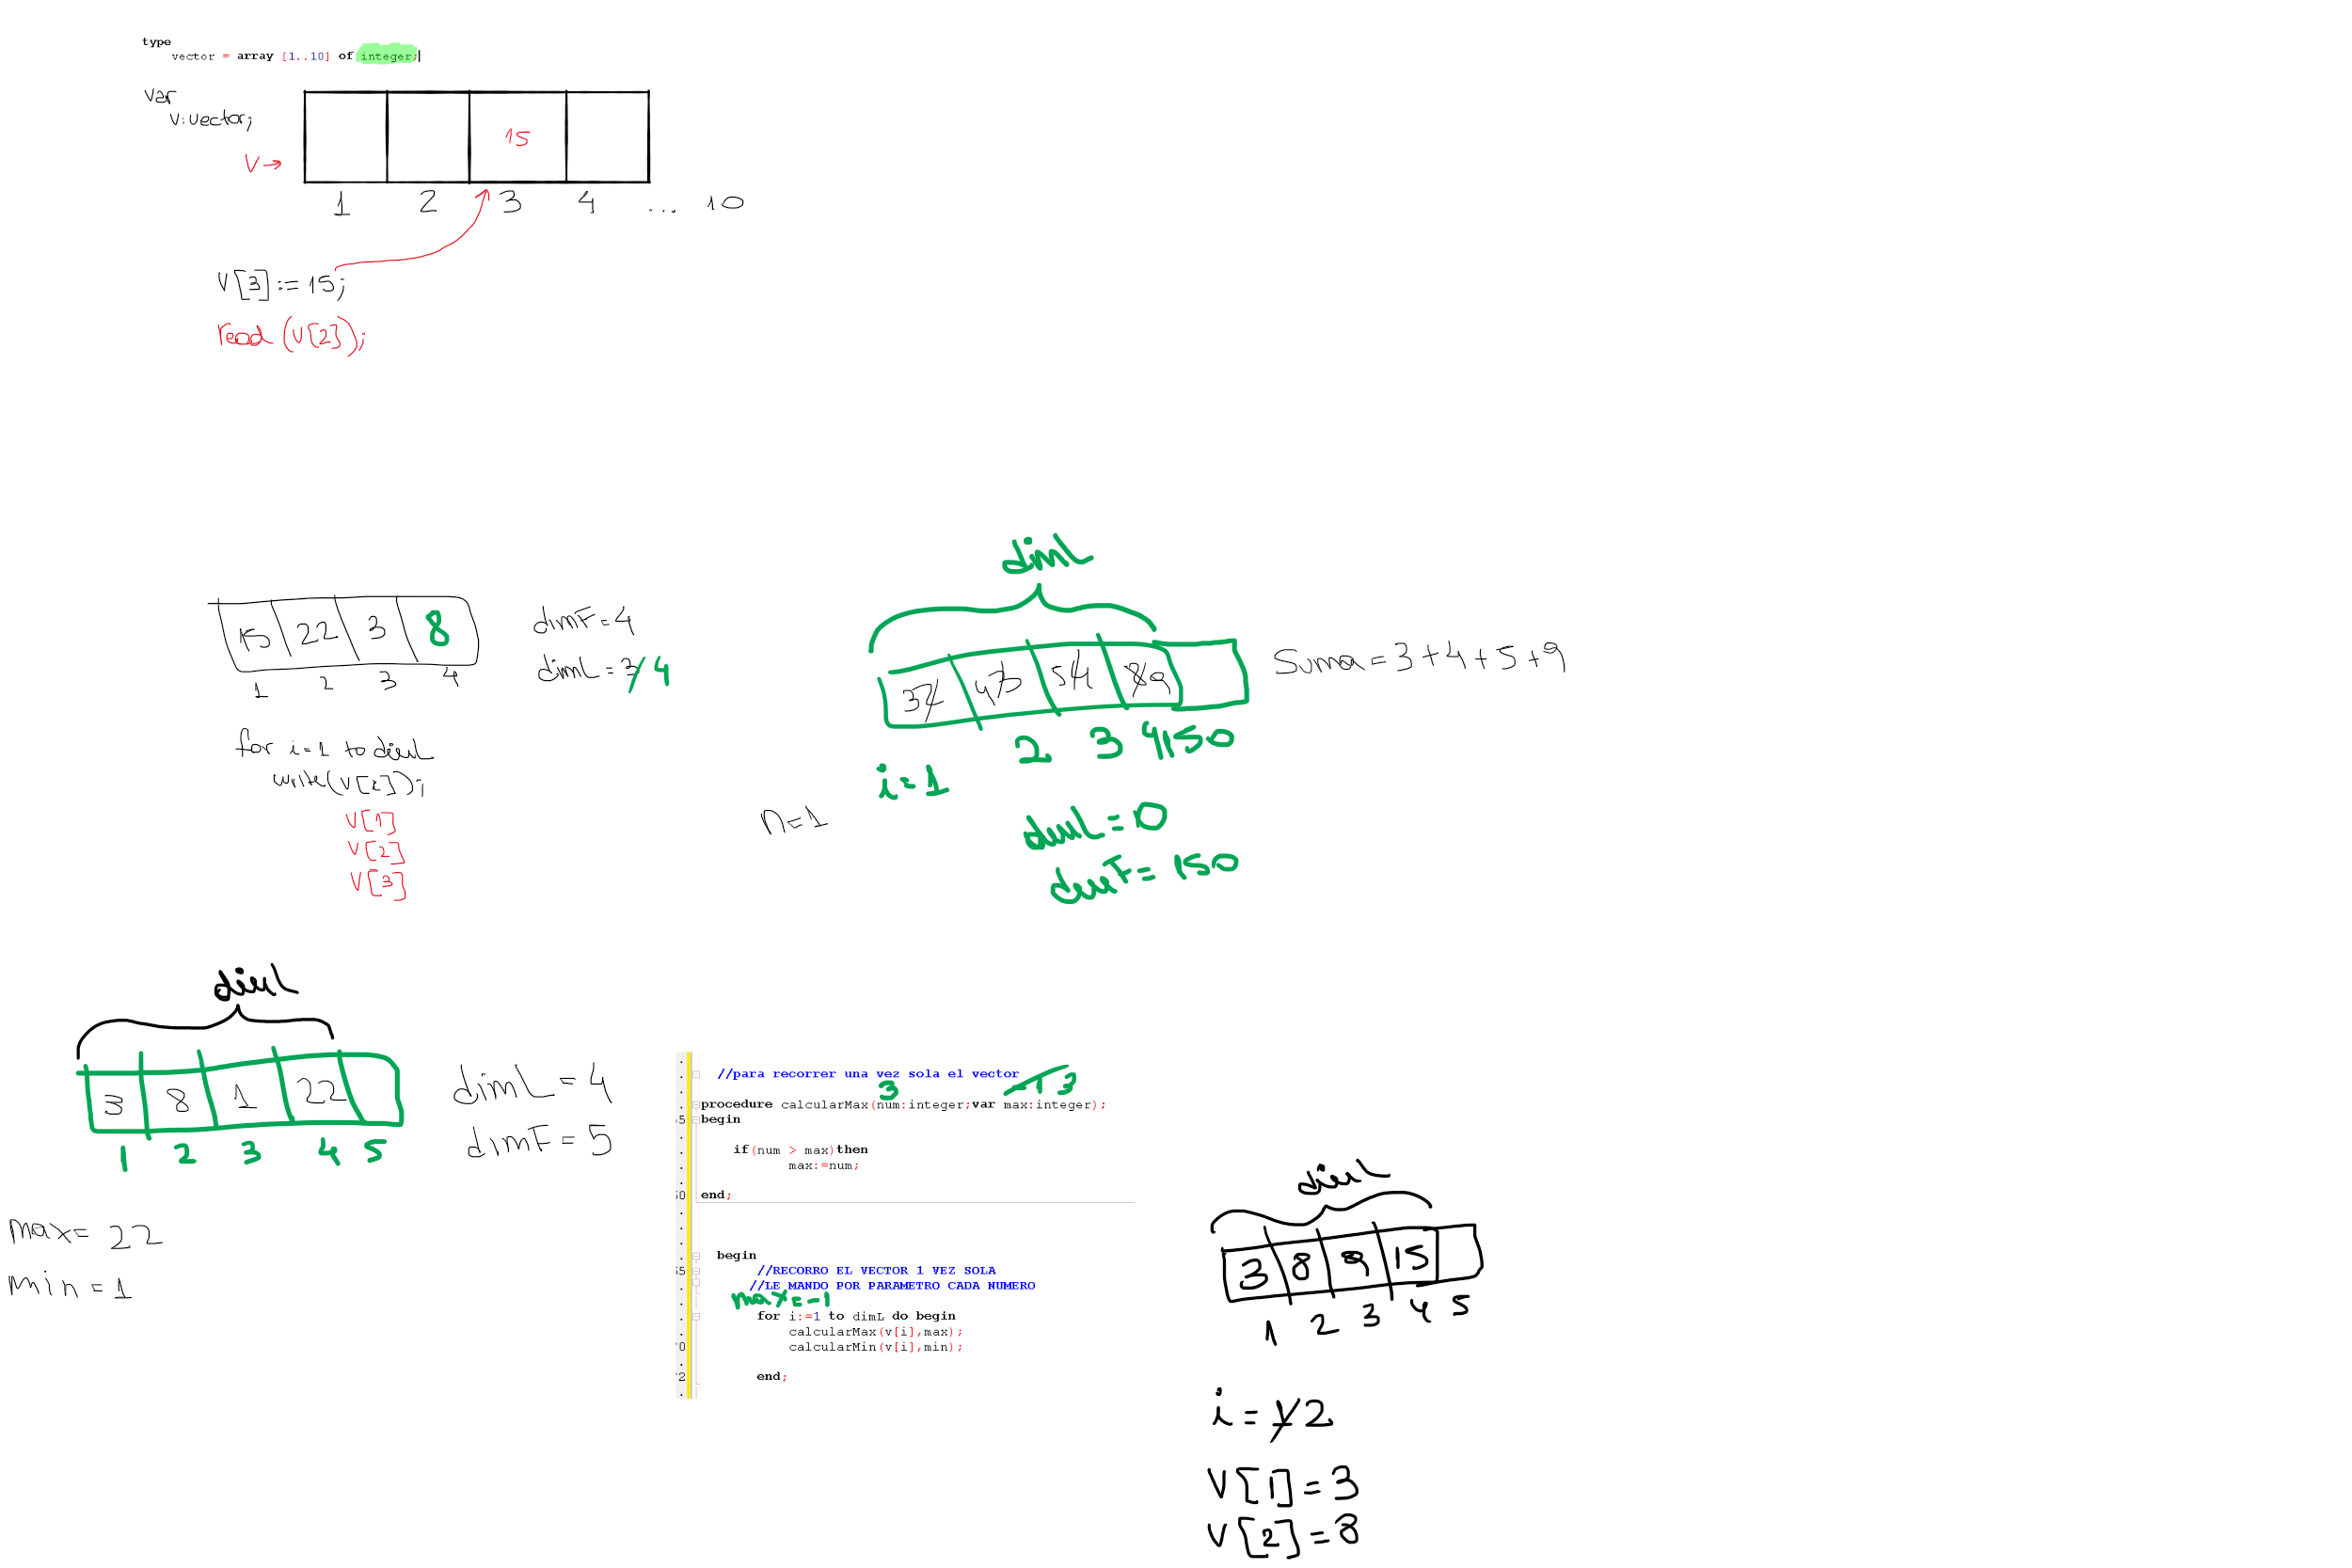 type
vector = array [1..10] of integer;
var
v:vector;
15
V→
1 2 3 4 ... 10
V[3]:=15;
read (v[2]);
15 22 3 8
1 2 3 4
dimF=4
dimL=3 4
for i=1 to dimL
write(v[i]);
V[1]
V[2]
V[3]
dimL
1 2 3 4 150
i=1
n=1
dimL=0
dimF=150
Suma=3+4+5+9
dimL
3 8 1 22
1 2 3 4 5
dimL=4
dimF=5
max= 22
min=1
//para recorrer una vez sola el vector
3 -1 3
procedure calcularMax(num:integer;var max:integer);
begin
if(num > max)then
max:=num;
end;
begin
//RECORRO EL VECTOR 1 VEZ SOLA
//LE MANDO POR PARAMETRO CADA NUMERO
max=-1
for i:=1 to dimL do begin
calcularMax(v[i],max);
calcularMin(v[i],min);
end;
dimL
3 8 9 15
1 2 3 4 5
i=1 2
V[1]=3
V[2]=8